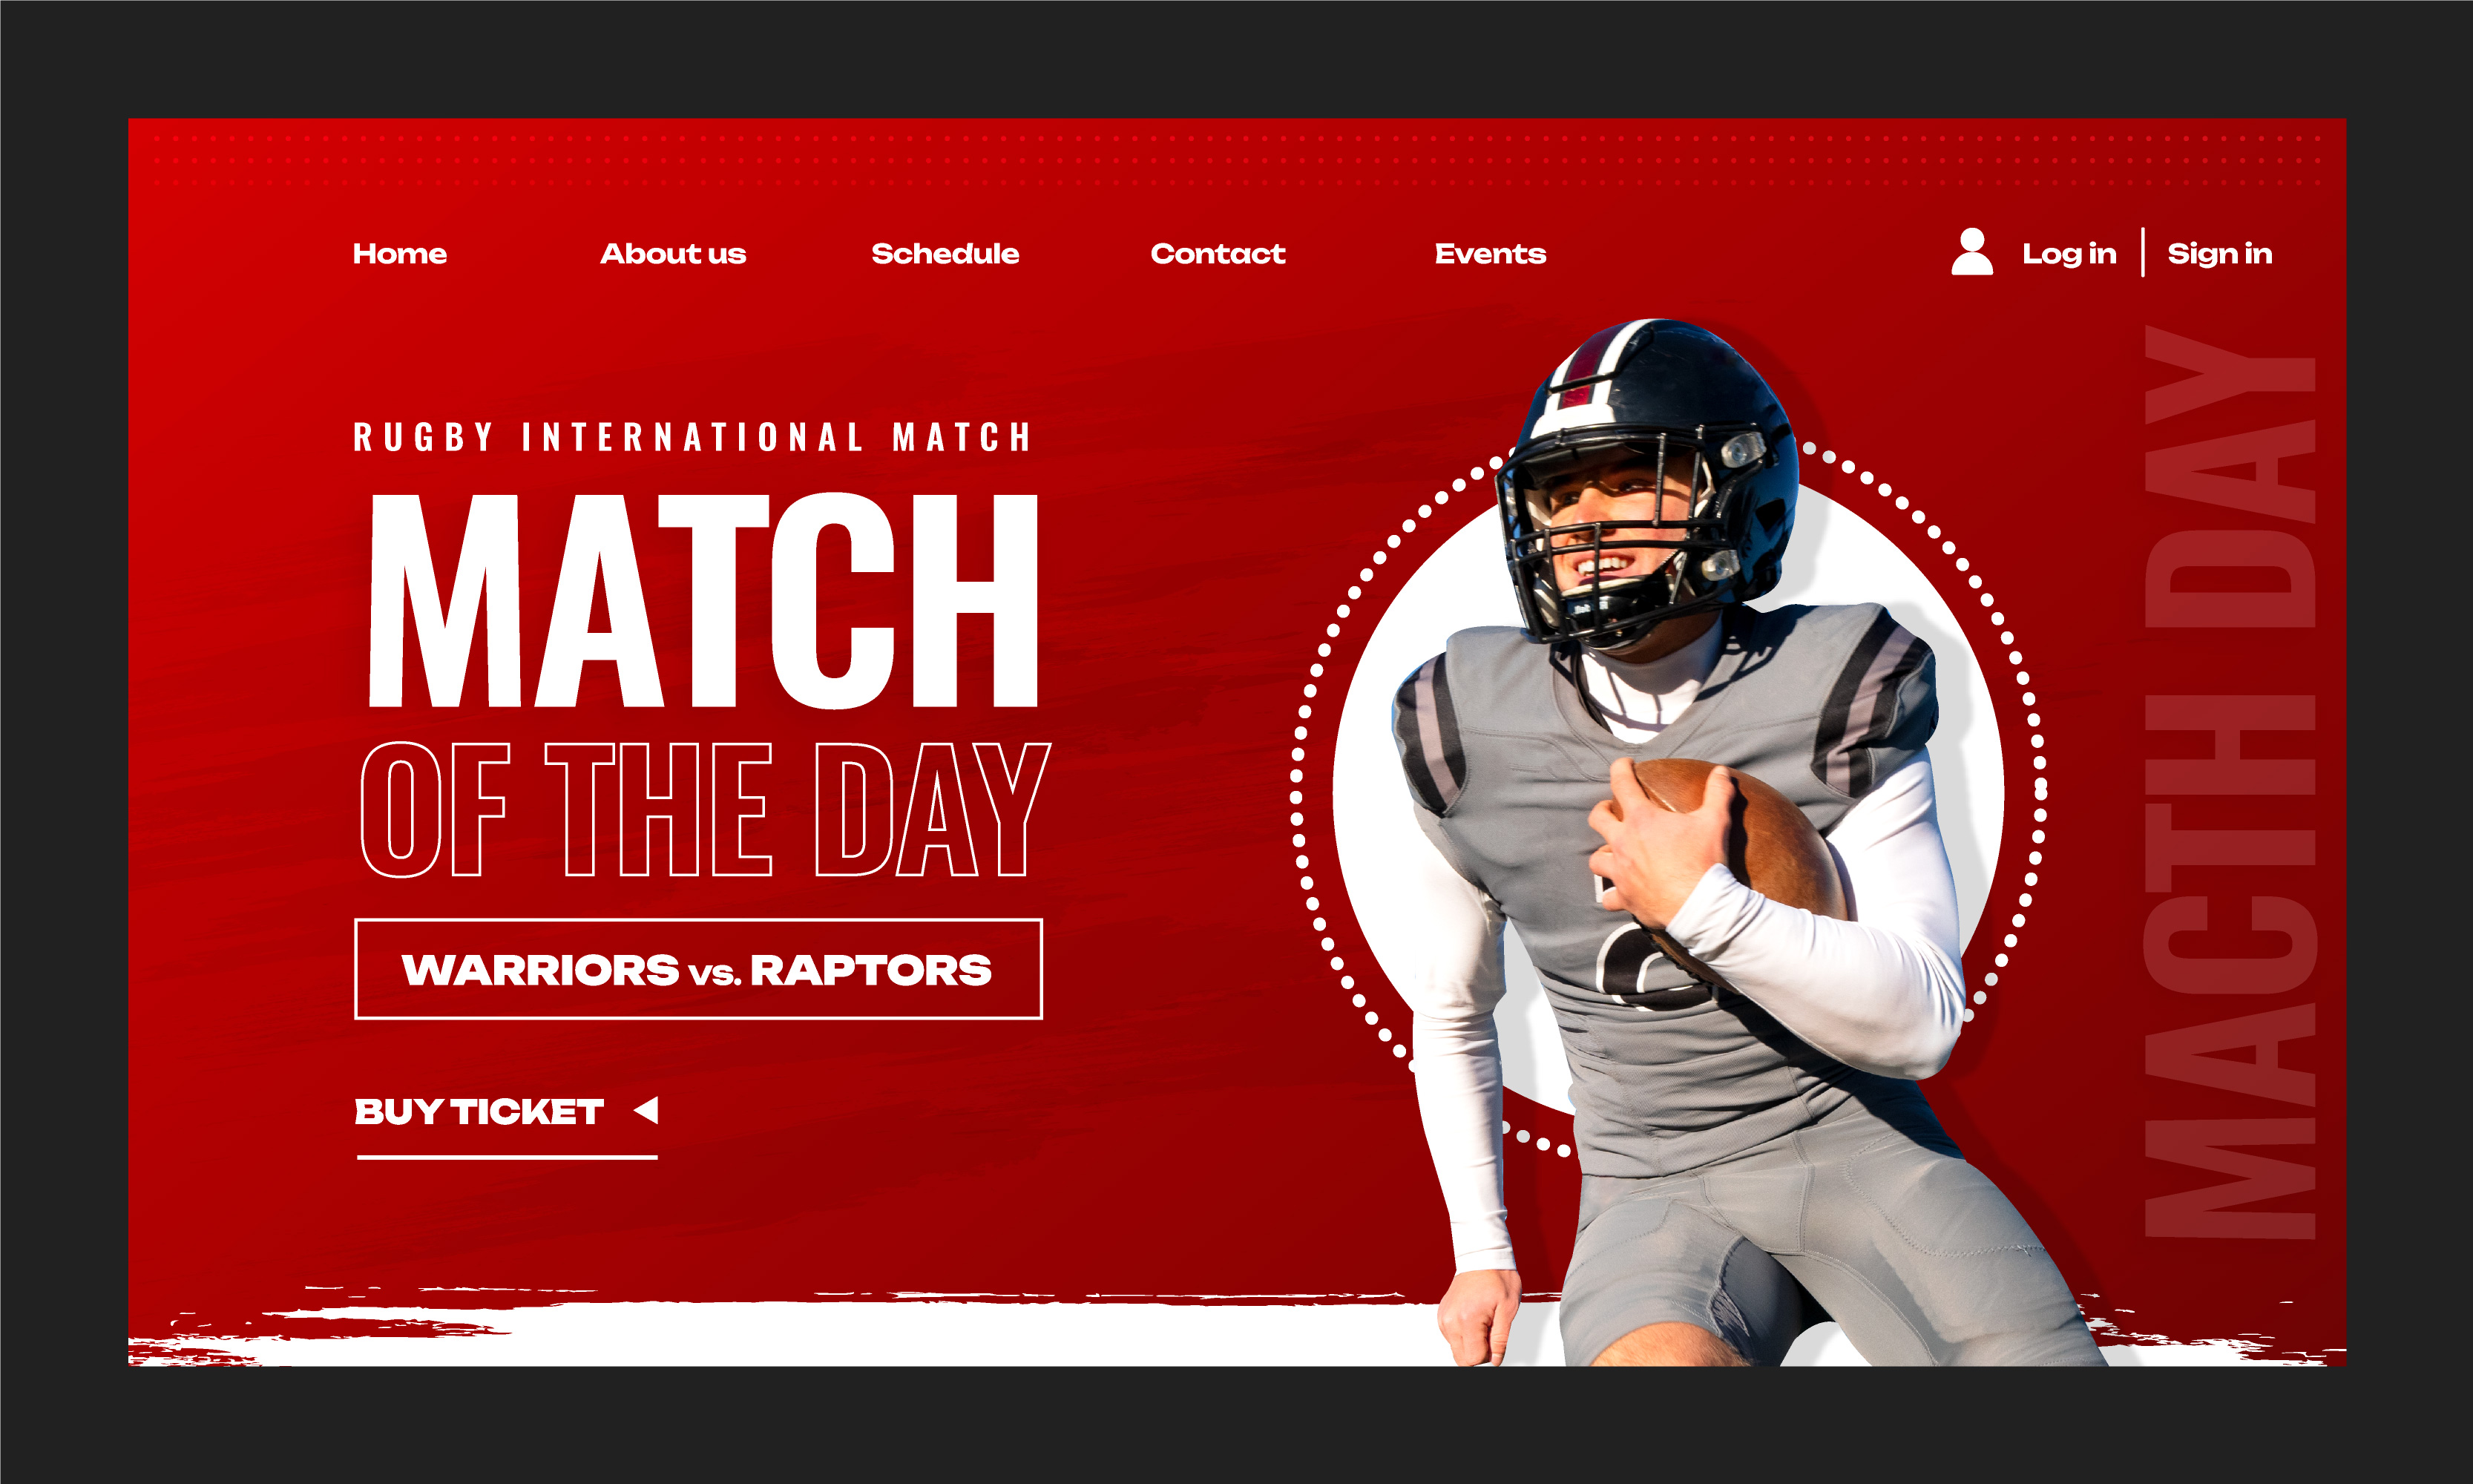 Home About us Schedule Contact Events Log in Sign in
RUGBY INTERNATIONAL MATCH
MATCH
OF THE DAY
WARRIORS vs. RAPTORS
BUY TICKET
MACTH DAY